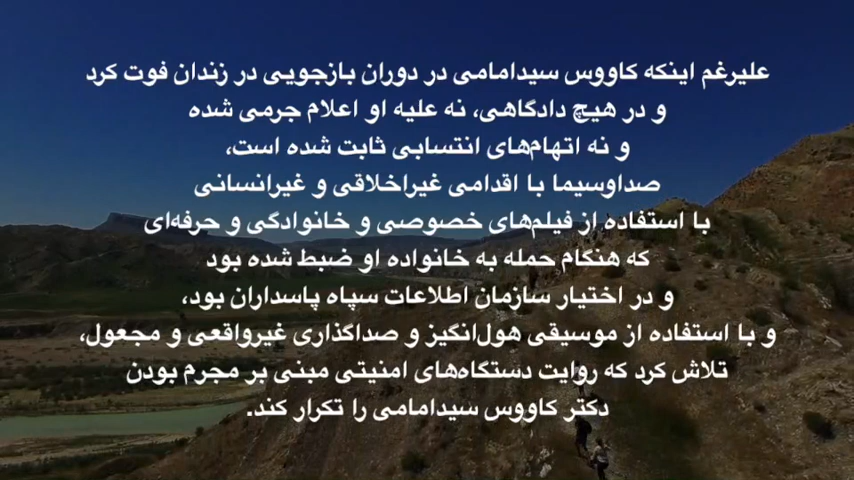 علیرغم اینکه کاووس سیدامامی در دوران بازجویی در زندان فوت کرد
و در هیچ دادگاهی، نه علیه او اعلام جرمی شده
و نه اتهام‌های انتسابی ثابت شده است،
صداوسیما با اقدامی غیراخلاقی و غیرانسانی
با استفاده از فیلم‌های خصوصی و خانوادگی و حرفه‌ای
که هنگام حمله به خانواده او ضبط شده بود
و در اختیار سازمان اطلاعات سپاه پاسداران بود،
و با استفاده از موسیقی هول‌انگیز و صداگذاری غیرواقعی و مجعول،
تلاش کرد که روایت دستگاه‌های امنیتی مبنی بر مجرم بودن
دکتر کاووس سیدامامی را تکرار کند.